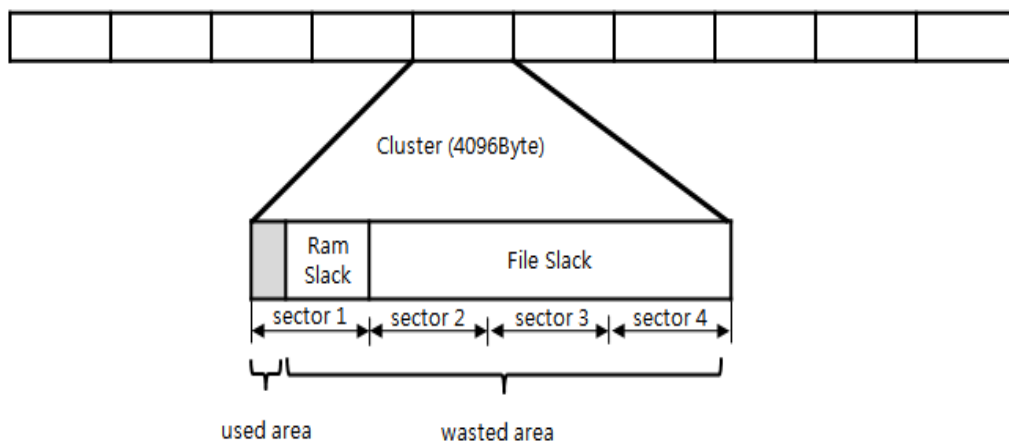 Cluster (4096Byte)
Ram
Slack
File Slack
sector 1
sector 2
sector 3
sector 4
used area
wasted area